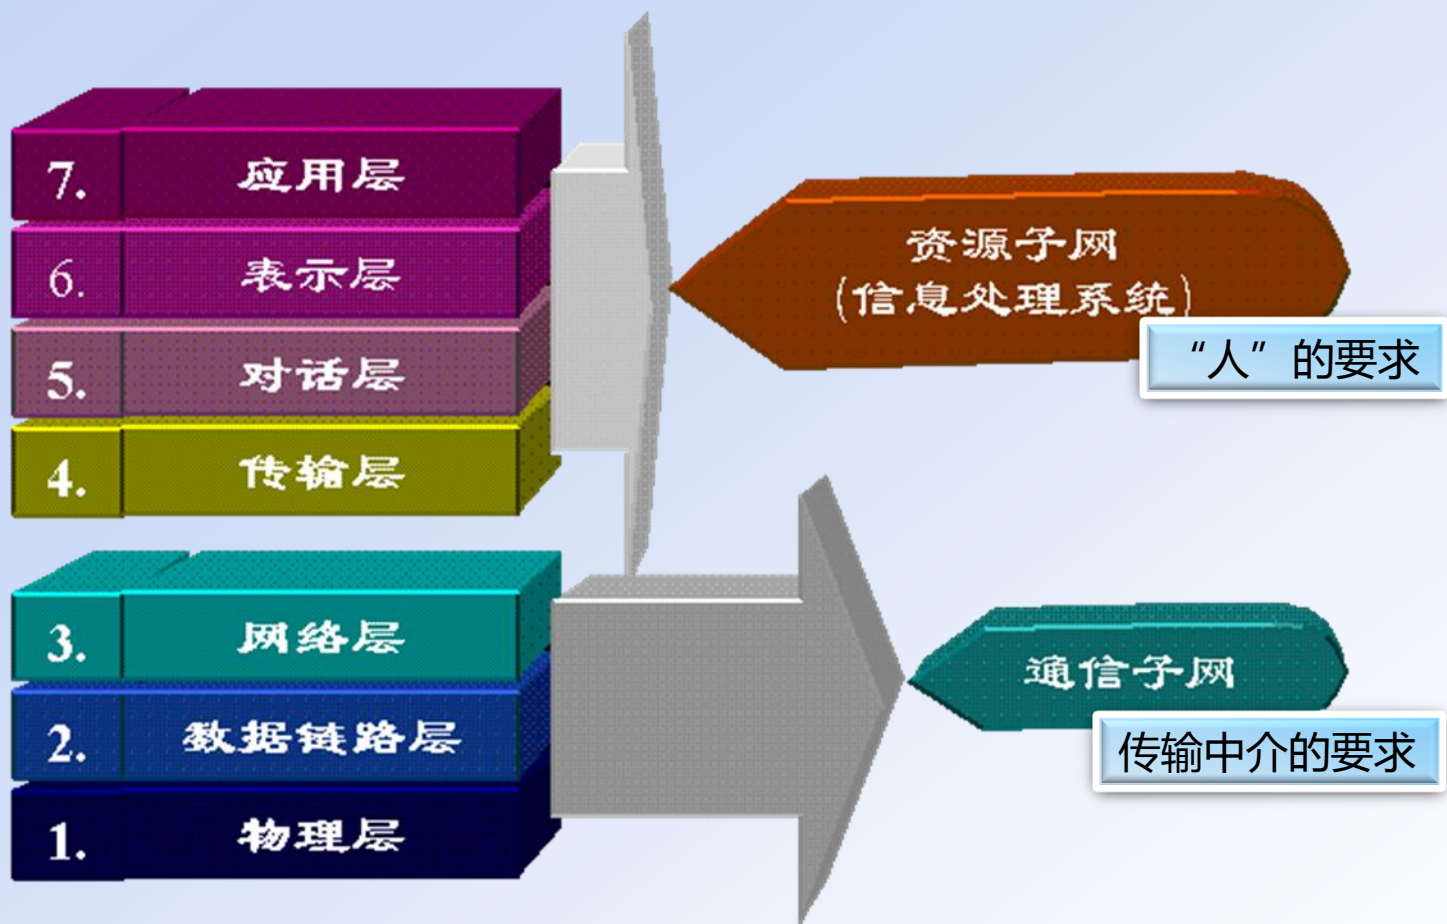 7. 应用层
6. 表示层
5. 对话层
4. 传输层
3. 网络层
2. 数据链路层
1. 物理层
资源子网
(信息处理系统)
“人”的要求
通信子网
传输中介的要求